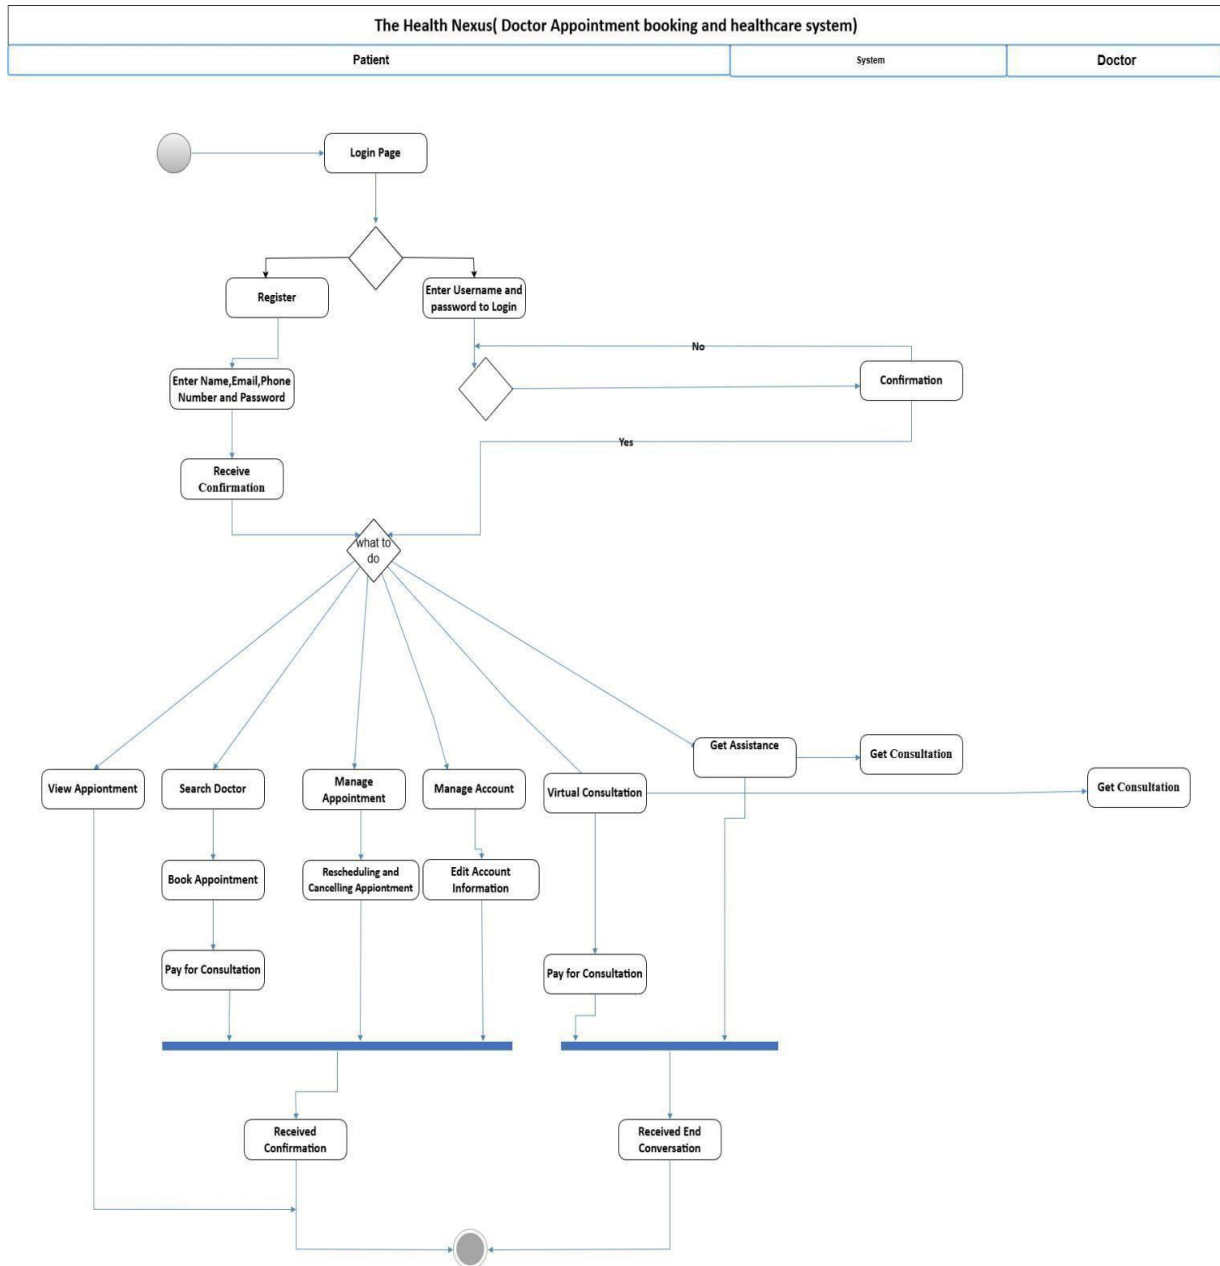 The Health Nexus( Doctor Appointment booking and healthcare system)
Patient
System
Doctor
Login Page
Register
Enter Username and
password to Login
No
Enter Name,Email,Phone
Number and Password
Confirmation
Yes
Receive
Confirmation
what to
do
Get Assistance
Get Consultation
View Appiontment
Search Doctor
Manage
Appointment
Manage Account
Virtual Consultation
Get Consultation
Book Appointment
Rescheduling and
Cancelling Appiontment
Edit Account
Information
Pay for Consultation
Pay for Consultation
Received
Confirmation
Received End
Conversation